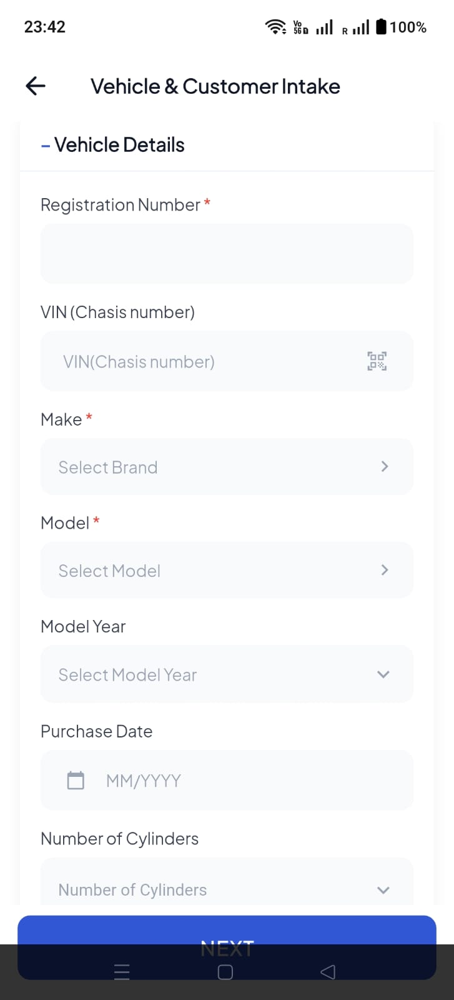 23:42
Vo
5G
R
100%
Vehicle & Customer Intake
– Vehicle Details
Registration Number *
VIN (Chasis number)
VIN(Chasis number)
Make *
Select Brand
Model *
Select Model
Model Year
Select Model Year
Purchase Date
MM/YYYY
Number of Cylinders
Number of Cylinders
NEXT